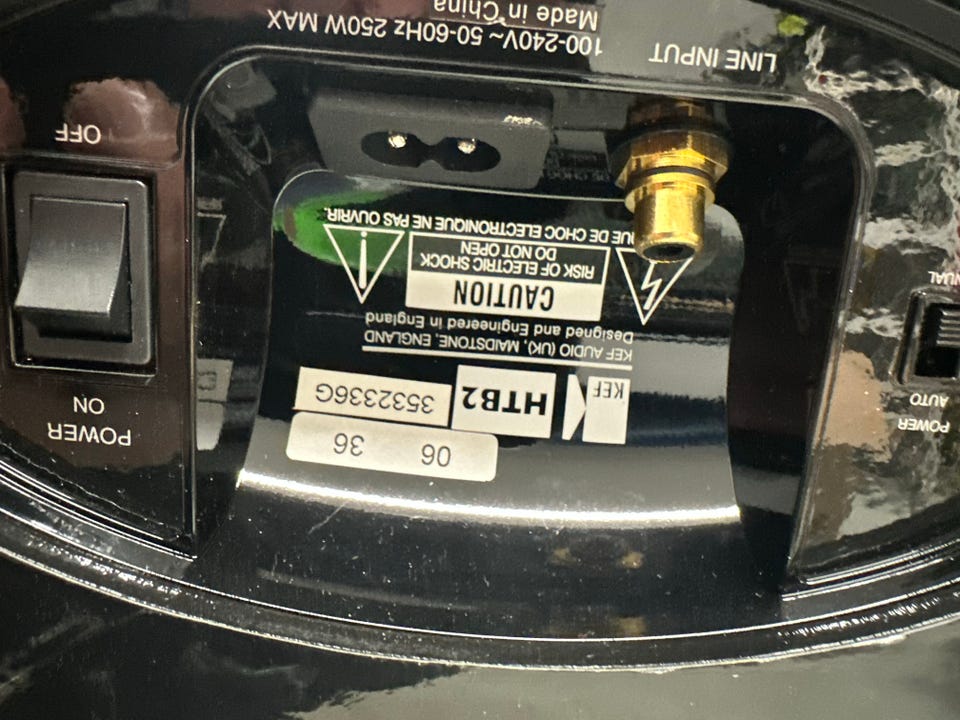 POWER
ON
OFF
06 36
KEF HTB2 3532336G
KEF AUDIO (UK), MAIDSTONE, ENGLAND
Designed and Engineered in England
CAUTION
RISK OF ELECTRIC SHOCK
DO NOT OPEN
UE DE CHOC ELECTRONIQUE NE PAS OUVRIR.
POWER
AUTO
NUAL
LINE INPUT
100-240V~ 50-60Hz 250W MAX
Made in China